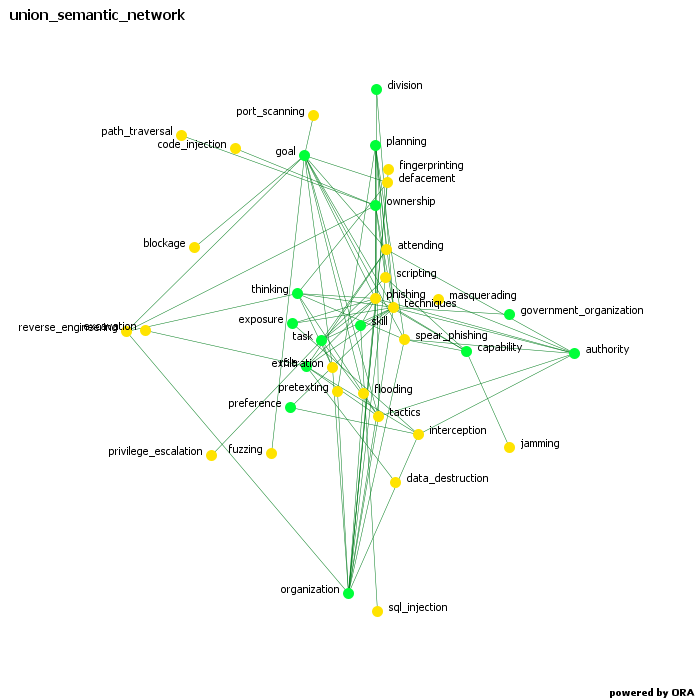 union_semantic_network
division
port_scanning
path_traversal
planning
code_injection
goal
fingerprinting
defacement
ownership
blockage
attending
scripting
thinking
phishing
masquerading
techniques
government_organization
exposure
skill
reverse_engineering
task
spear_phishing
capability
authority
exfiltration
pretexting
flooding
preference
tactics
interception
privilege_escalation
fuzzing
jamming
data_destruction
organization
sql_injection
powered by ORA